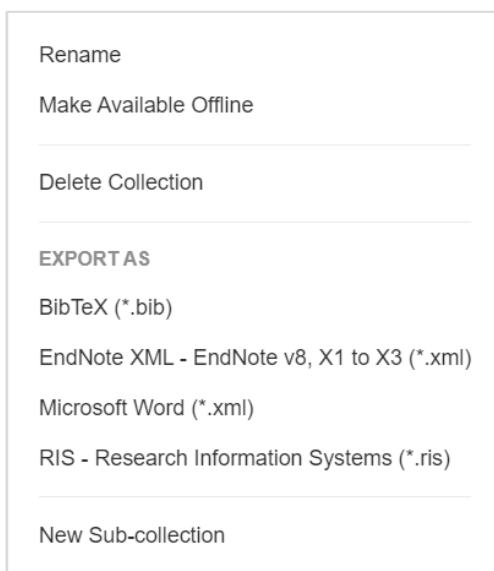 Rename
Make Available Offline
Delete Collection
EXPORT AS
BibTeX (*.bib)
EndNote XML - EndNote v8, X1 to X3 (*.xml)
Microsoft Word (*.xml)
RIS - Research Information Systems (*.ris)
New Sub-collection